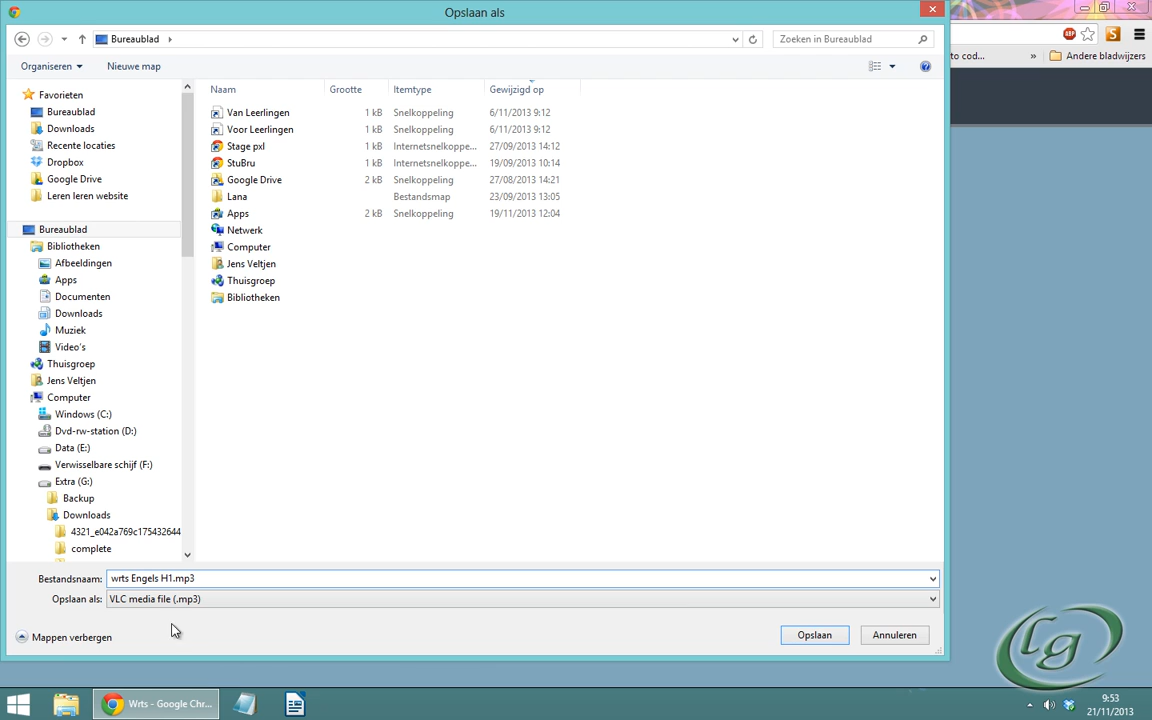 Opslaan als
Bureaublad
Zoeken in Bureaublad
to cod...
»
Andere bladwijzers
Organiseren
Nieuwe map
Naam
Grootte
Itemtype
Gewijzigd op
Van Leerlingen 1 kB Snelkoppeling 6/11/2013 9:12
Voor Leerlingen 1 kB Snelkoppeling 6/11/2013 9:12
Stage pxl 1 kB Internetsnelkoppe... 27/09/2013 14:12
StuBru 1 kB Internetsnelkoppe... 19/09/2013 10:14
Google Drive 2 kB Snelkoppeling 27/08/2013 14:21
Lana Bestandsmap 23/09/2013 13:05
Apps 2 kB Snelkoppeling 19/11/2013 12:04
Netwerk
Computer
Jens Veltjen
Thuisgroep
Bibliotheken
Favorieten
Bureaublad
Downloads
Recente locaties
Dropbox
Google Drive
Leren leren website
Bureaublad
Bibliotheken
Afbeeldingen
Apps
Documenten
Downloads
Muziek
Video's
Thuisgroep
Jens Veltjen
Computer
Windows (C:)
Dvd-rw-station (D:)
Data (E:)
Verwisselbare schijf (F:)
Extra (G:)
Backup
Downloads
4321_e042a769c175432644
complete
Bestandsnaam: wrts Engels H1.mp3
Opslaan als: VLC media file (.mp3)
Mappen verbergen
Opslaan
Annuleren
lg
Wrts - Google Chr...
9:53
21/11/2013
ABP
S